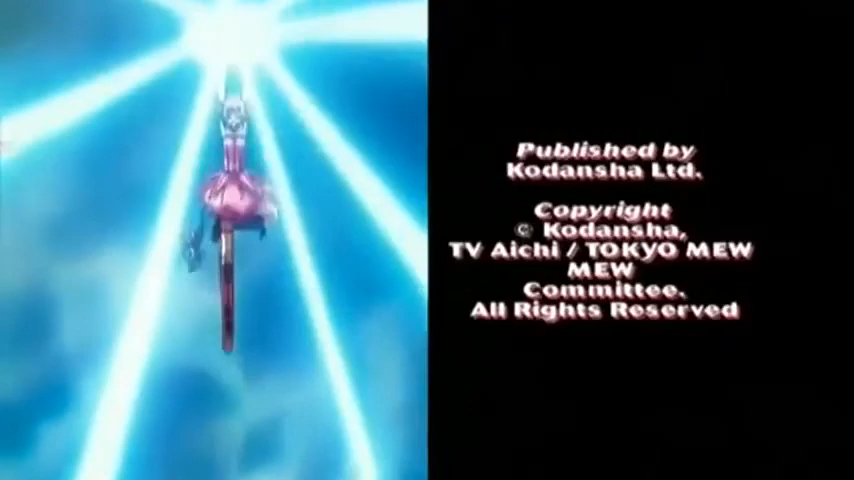 Published by
Kodansha Ltd.
Copyright
© Kodansha,
TV Aichi / TOKYO MEW
MEW
Committee.
All Rights Reserved